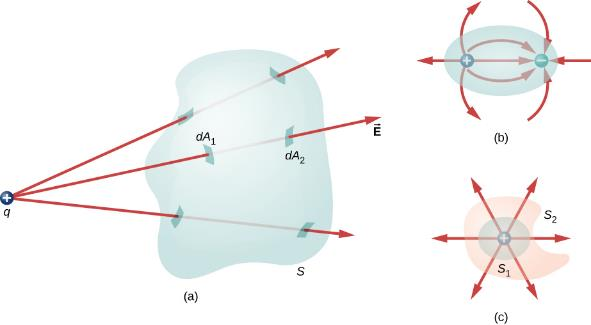 q
dA₁
dA₂
E⃗
S
(a)
+
+
−
(b)
+
S₁
S₂
(c)